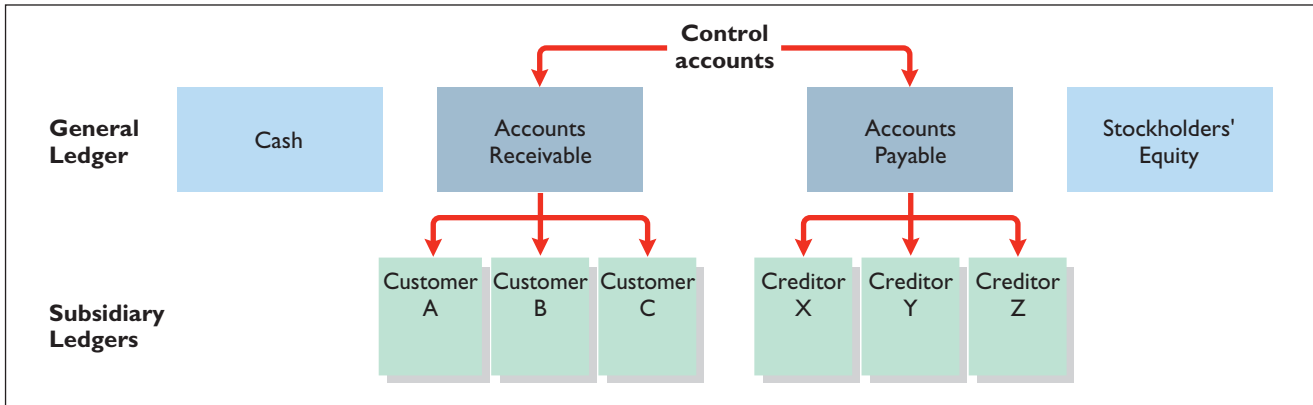 Control
accounts
General
Ledger
Cash
Accounts
Receivable
Accounts
Payable
Stockholders'
Equity
Subsidiary
Ledgers
Customer
A
Customer
B
Customer
C
Creditor
X
Creditor
Y
Creditor
Z